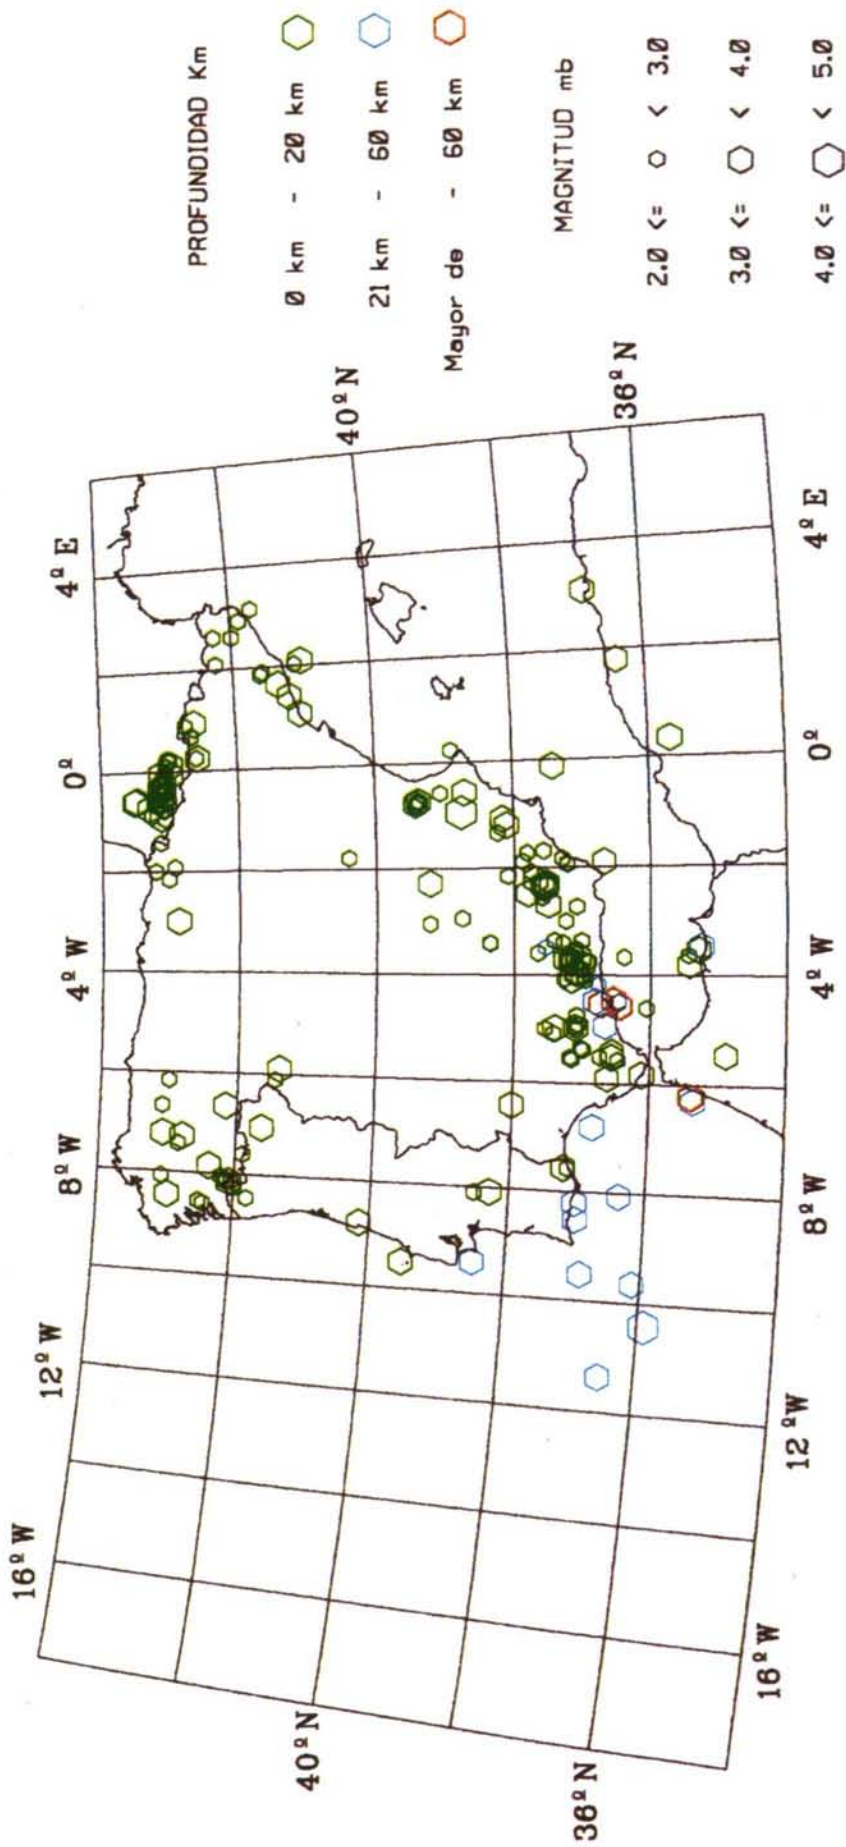 16º W
12º W
8º W
4º W
0º
4º E
40º N
40º N
36º N
36º N
16º W
12º W
8º W
4º W
0º
4º E
PROFUNDIDAD Km
0 km - 20 km
21 km - 60 km
Mayor de - 60 km
MAGNITUD mb
2.0 <= < 3.0
3.0 <= < 4.0
4.0 <= < 5.0